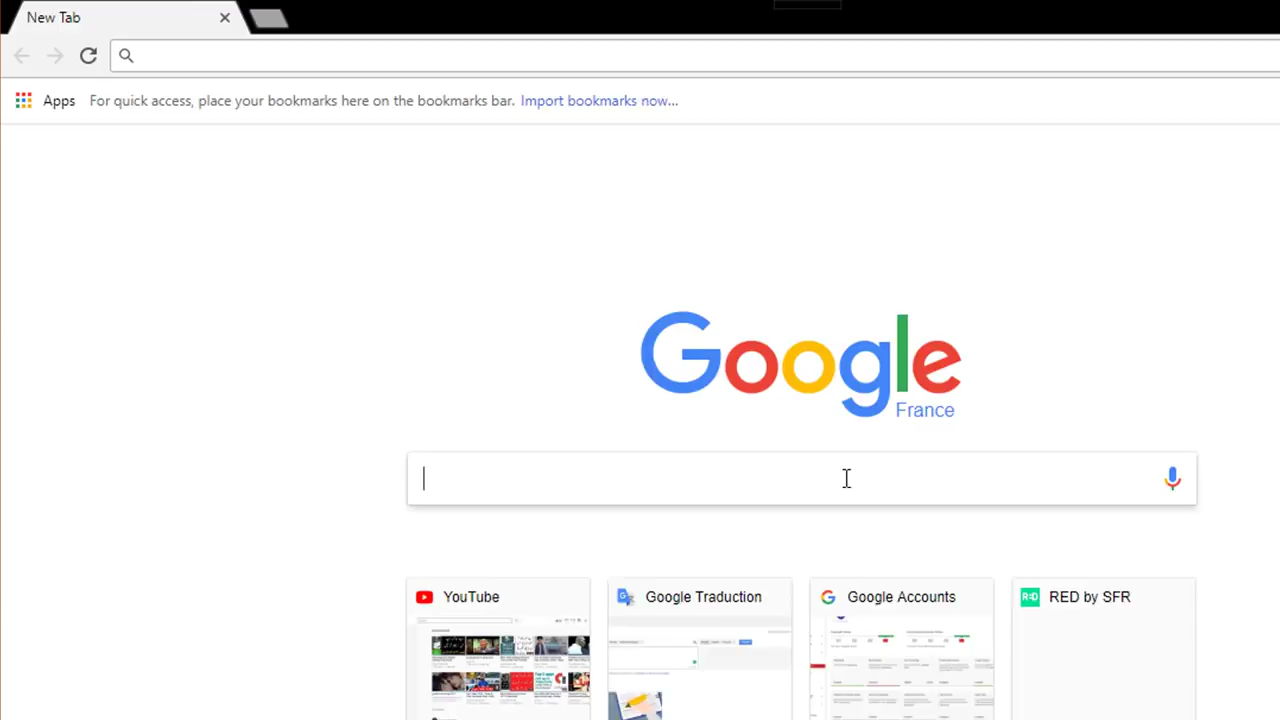 New Tab
Apps For quick access, place your bookmarks here on the bookmarks bar. Import bookmarks now...
Google
France
YouTube Google Traduction Google Accounts RED by SFR